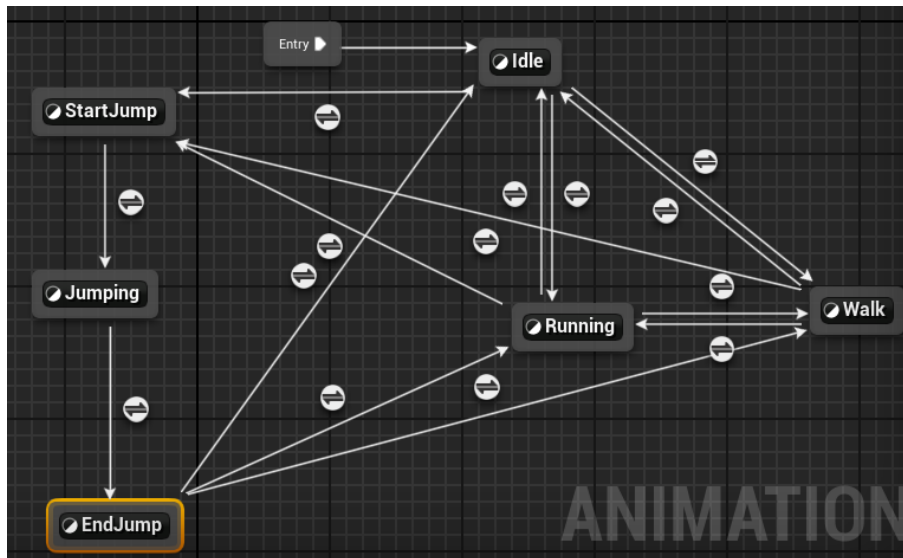 Entry
Idle
StartJump
Jumping
Running
Walk
EndJump
ANIMATION